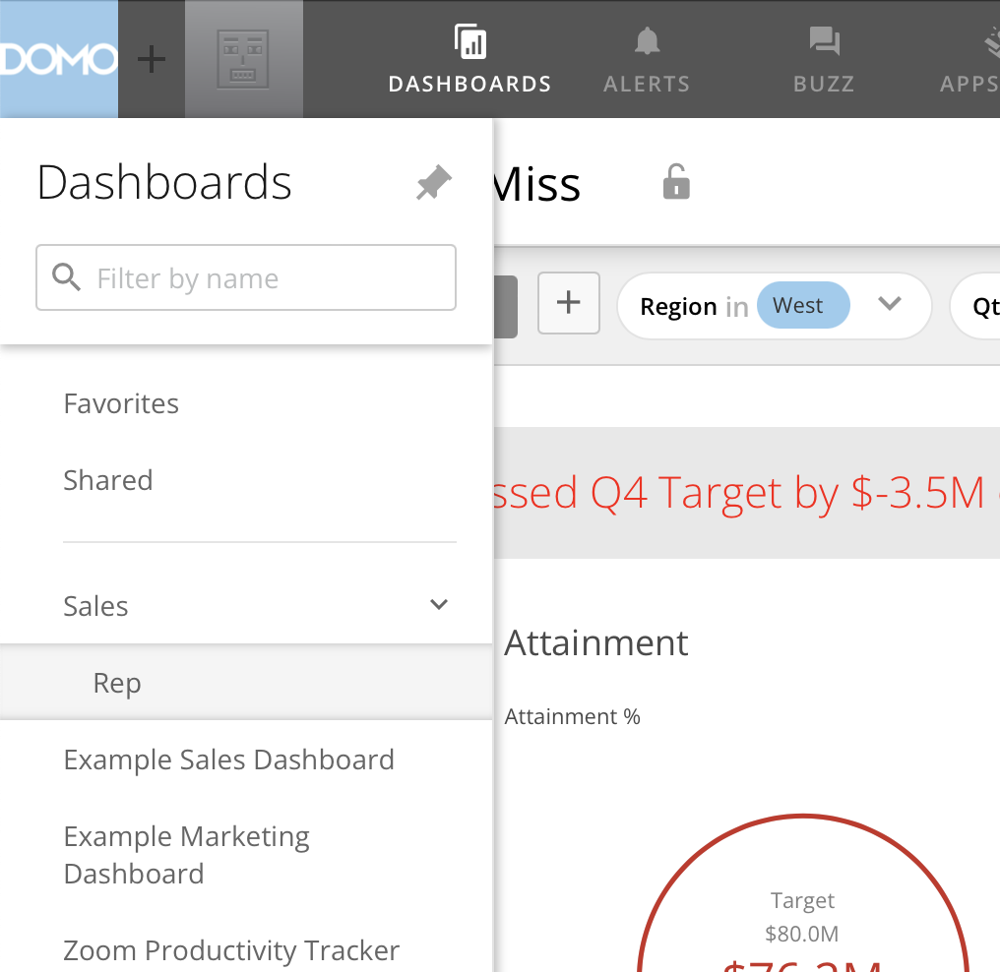 DOMO
DASHBOARDS
ALERTS
BUZZ
APPS
Dashboards
Filter by name
Favorites
Shared
Sales
Rep
Example Sales Dashboard
Example Marketing
Dashboard
Zoom Productivity Tracker
Miss
Region in West
Qt
ssed Q4 Target by $-3.5M
Attainment
Attainment %
Target
$80.0M